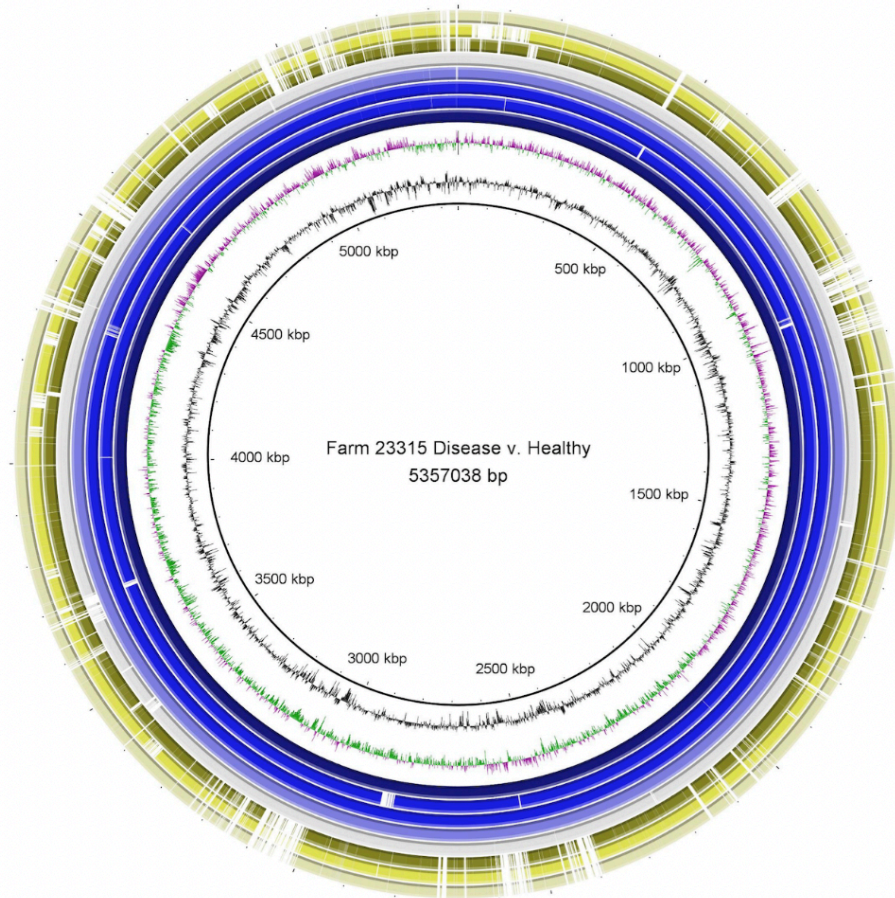 Farm 23315 Disease v. Healthy
5357038 bp
500 kbp
1000 kbp
1500 kbp
2000 kbp
2500 kbp
3000 kbp
3500 kbp
4000 kbp
4500 kbp
5000 kbp